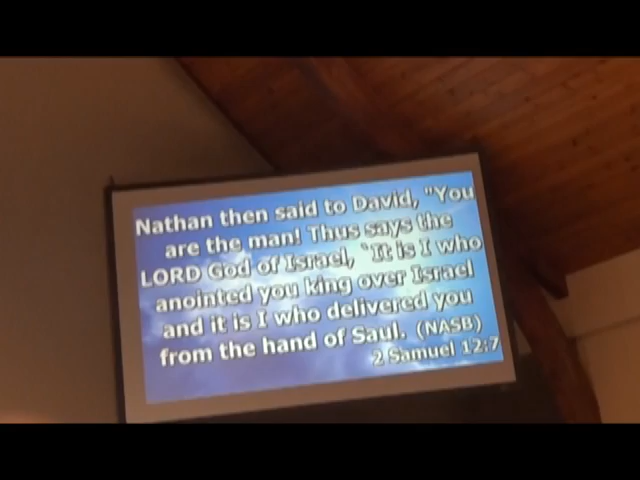 Nathan then said to David, "You
are the man! Thus says the
LORD God of Israel, `It is I who
anointed you king over Israel
and it is I who delivered you
from the hand of Saul. (NASB)
2 Samuel 12:7